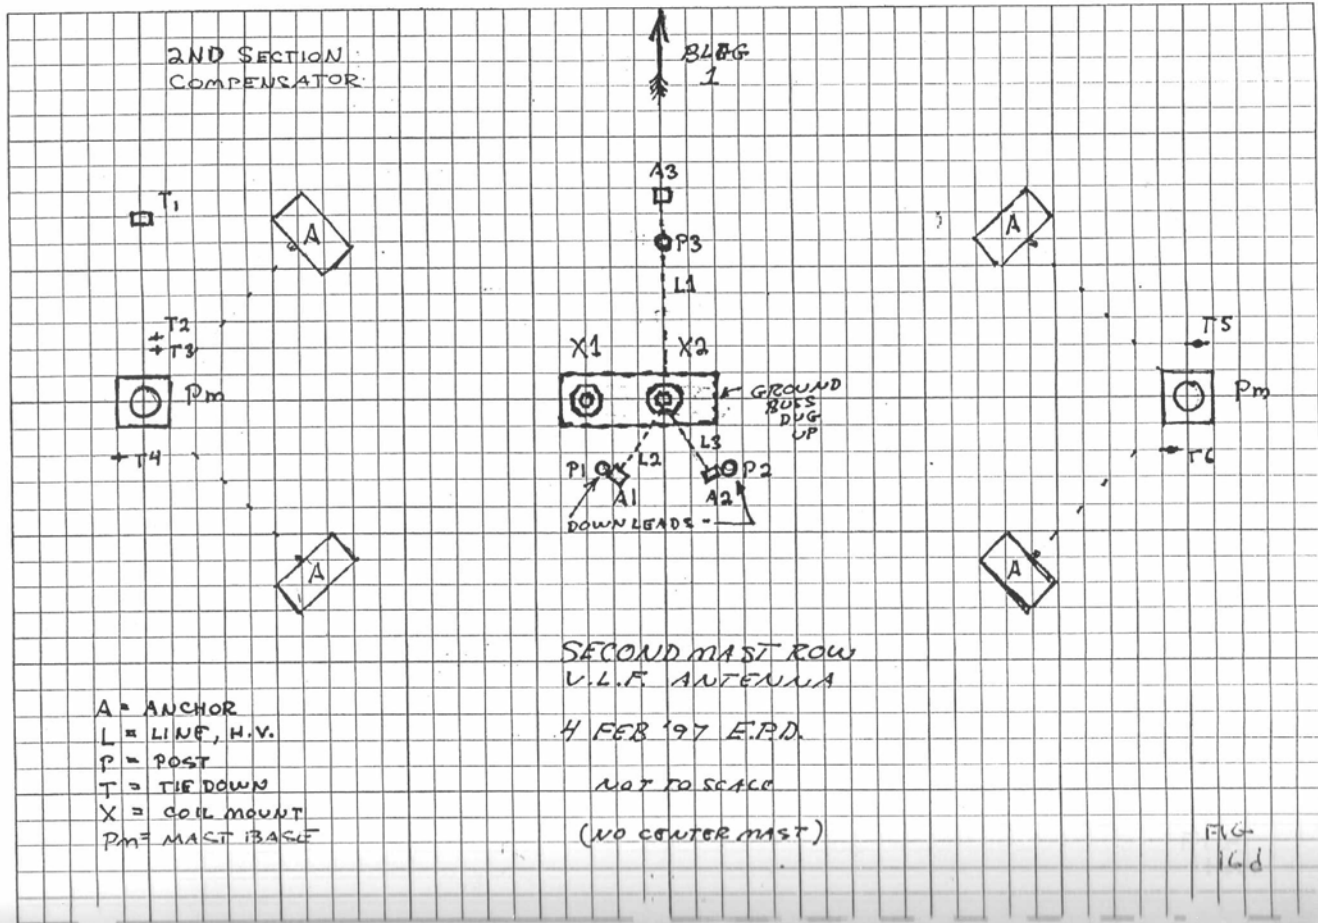 2ND SECTION
COMPENSATOR
BLDG
1
A3
T1
A
A
P3
L1
T2
T3
T5
X1
X2
Pm
Pm
GROUND
BUSS
DUG
UP
T4
T6
L3
L2
P1
P2
A1
A2
DOWN LEADS -
A
A
SECOND MAST ROW
V.L.F. ANTENNA
A = ANCHOR
L = LINE, H.V.
P = POST
T = TIE DOWN
X = COIL MOUNT
Pm= MAST BASE
4 FEB '97 E.P.D.
NOT TO SCALE
(NO CENTER MAST)
FIG
16d